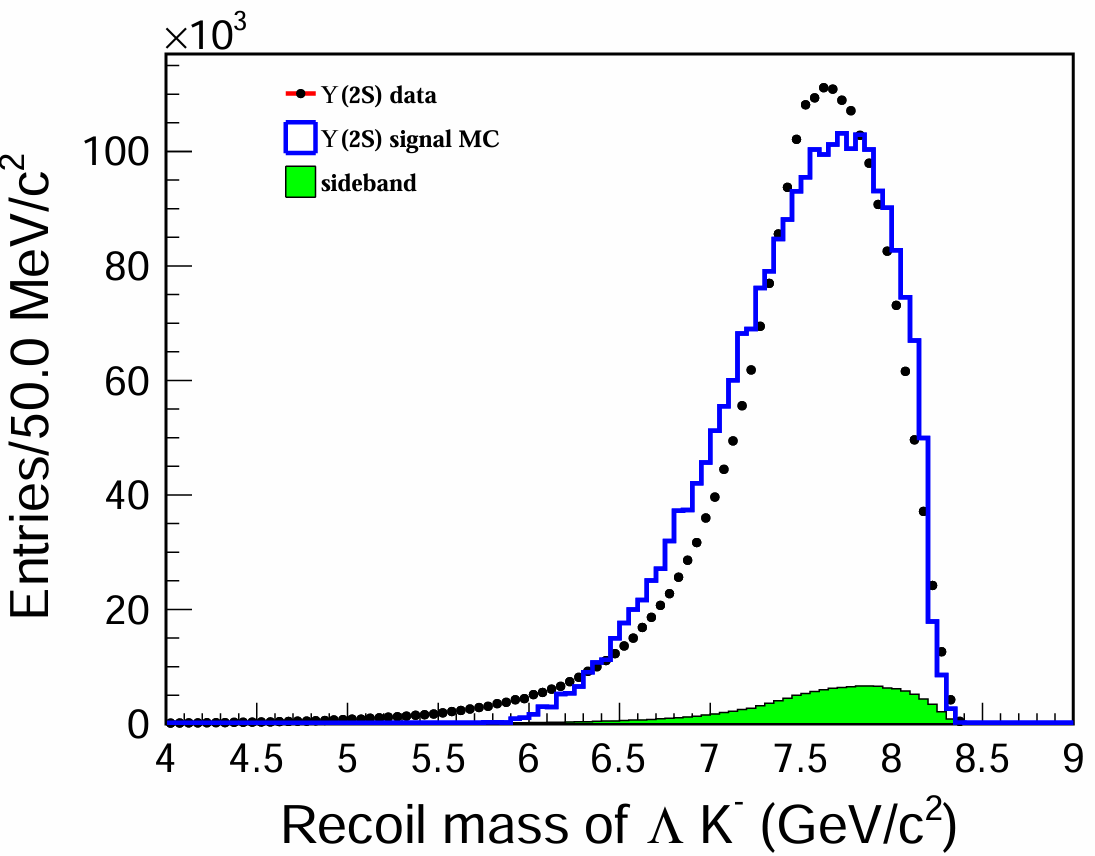 ×10³
Υ(2S) data
Υ(2S) signal MC
sideband
Entries/50.0 MeV/c²
100
80
60
40
20
0
4 4.5 5 5.5 6 6.5 7 7.5 8 8.5 9
Recoil mass of Λ K⁻ (GeV/c²)